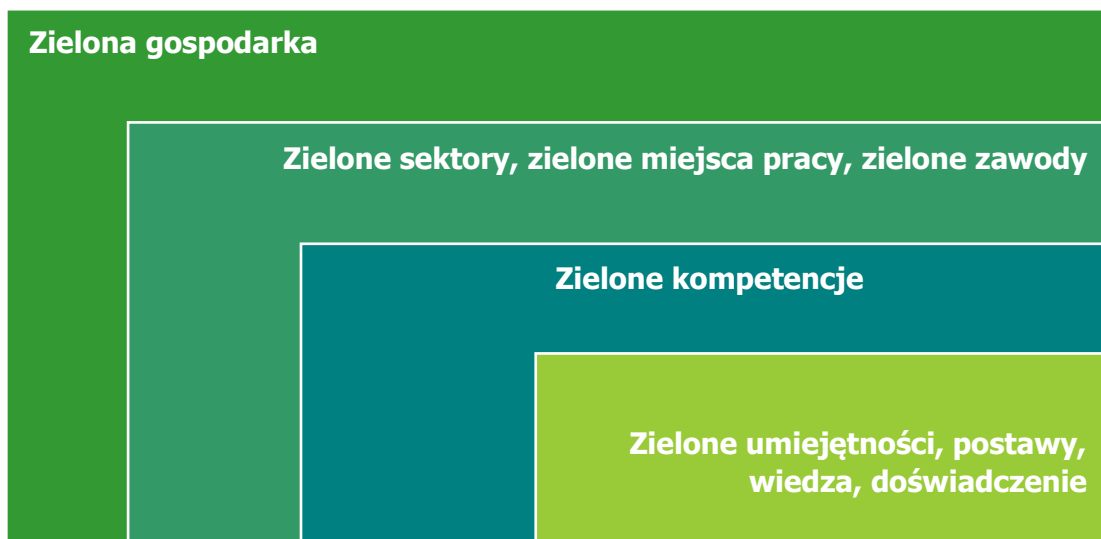 Zielona gospodarka
Zielone sektory, zielone miejsca pracy, zielone zawody
Zielone kompetencje
Zielone umiejętności, postawy,
wiedza, doświadczenie